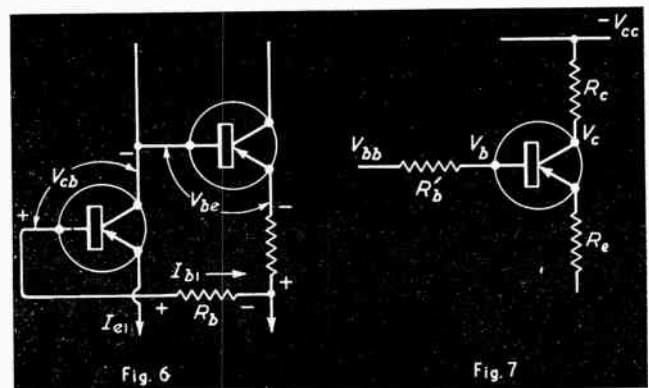 -Vcc
Rc
Vc
Vbb
R'b
Vb
Re
Fig. 7
-
+
Vcb
Vbe
-
Ib1
+
+
Rb
-
Ie1
Fig. 6